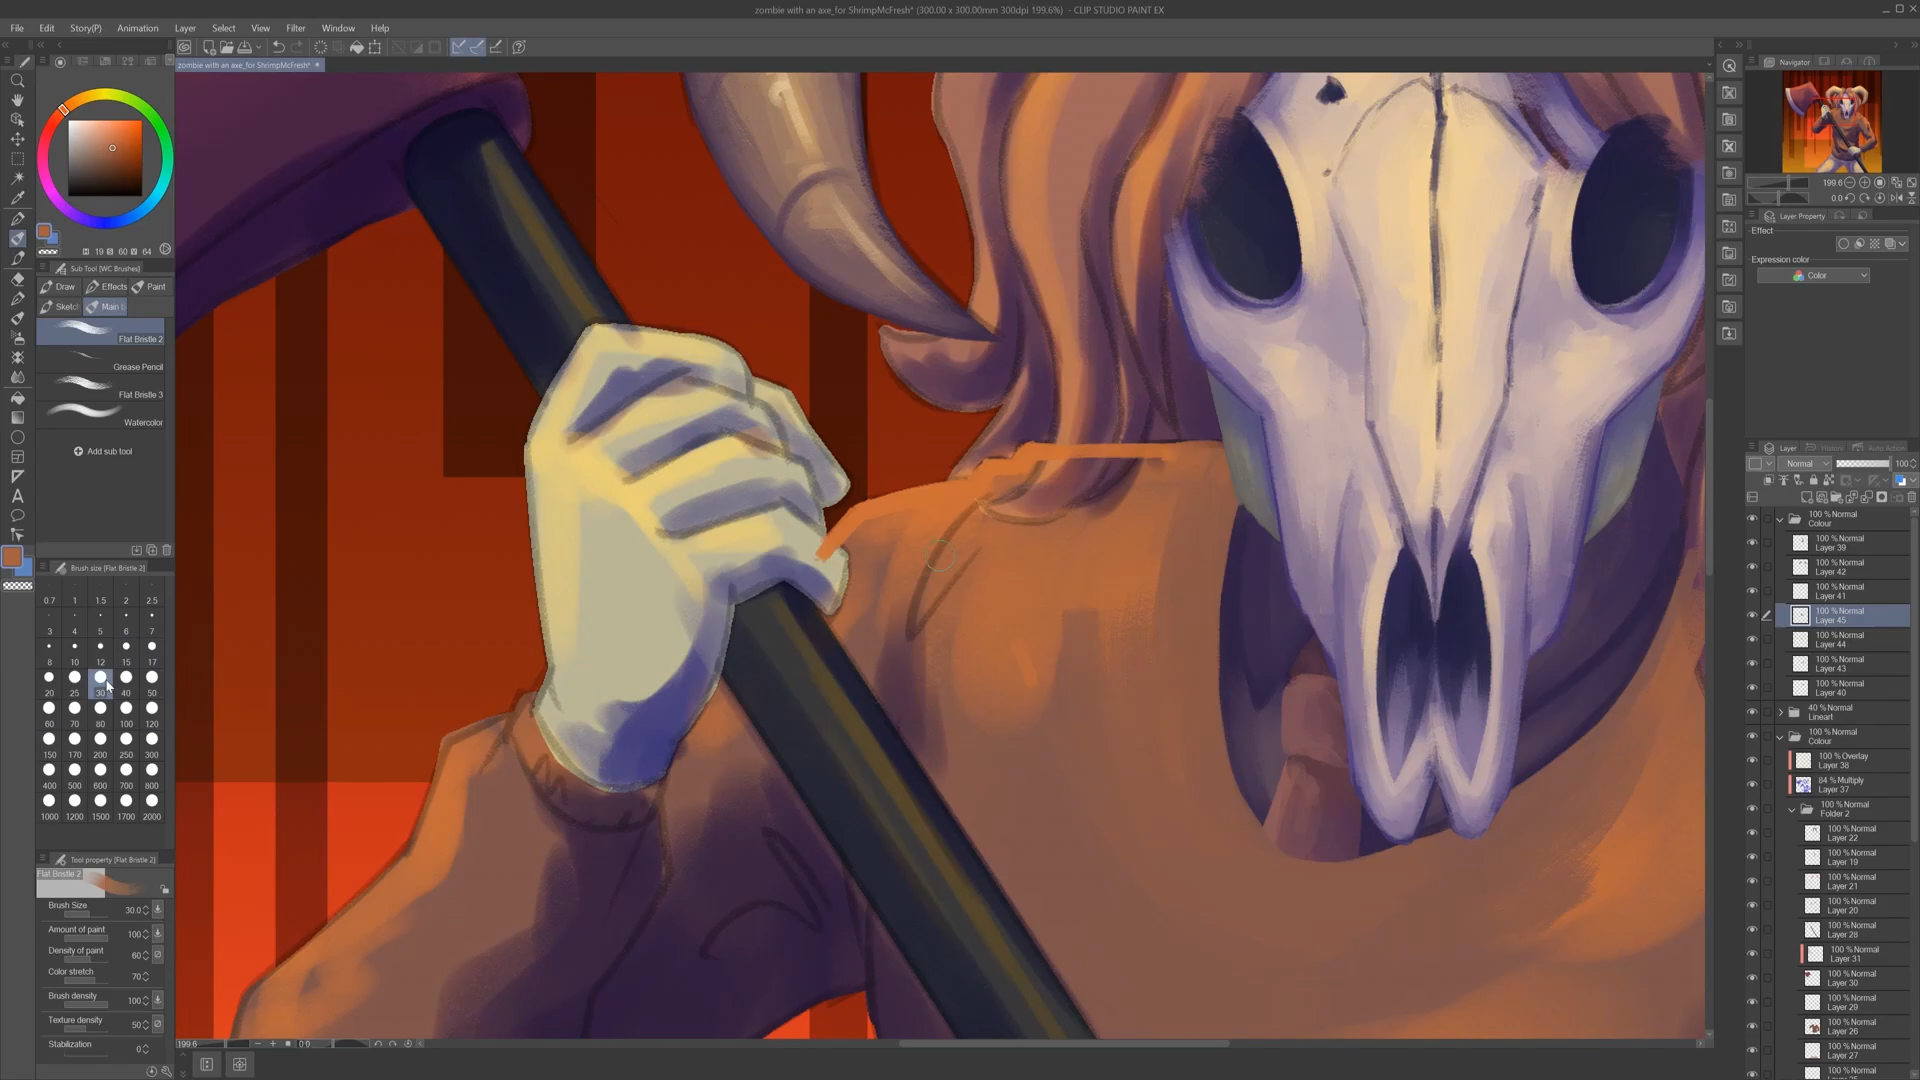 zombie with an axe_for ShrimpMcFresh* (300.00 x 300.00mm 300dpi 199.6%) - CLIP STUDIO PAINT EX
File Edit Story(P) Animation Layer Select View Filter Window Help
zombie with an axe_for ShrimpMcFresh*
H 19 S 60 V 64
Sub Tool [WC Brushes]
Draw Effects Paint
Sketch Main
Flat Bristle 2
Grease Pencil
Flat Bristle 3
Watercolor
Add sub tool
Brush size [Flat Bristle 2]
0.7 1 1.5 2 2.5
3 4 5 6 7
8 10 12 15 17
20 25 30 40 50
60 70 80 100 120
150 170 200 250 300
400 500 600 700 800
1000 1200 1500 1700 2000
Tool property [Flat Bristle 2]
Flat Bristle 2
Brush Size 30.0
Amount of paint 100
Density of paint 60
Color stretch 70
Brush density 100
Texture density 50
Stabilization 0
199.6 0.0
Navigator
199.6
0.0
Layer Property
Effect
Expression color
Color
Layer History Auto Action
Normal 100
100 % Normal
Colour
100 % Normal
Layer 39
100 % Normal
Layer 42
100 % Normal
Layer 41
100 % Normal
Layer 45
100 % Normal
Layer 44
100 % Normal
Layer 43
100 % Normal
Layer 40
40 % Normal
Lineart
100 % Normal
Colour
100 % Overlay
Layer 38
84 % Multiply
Layer 37
100 % Normal
Folder 2
100 % Normal
Layer 22
100 % Normal
Layer 19
100 % Normal
Layer 21
100 % Normal
Layer 20
100 % Normal
Layer 28
100 % Normal
Layer 31
100 % Normal
Layer 30
100 % Normal
Layer 29
100 % Normal
Layer 26
100 % Normal
Layer 27
100 % Normal